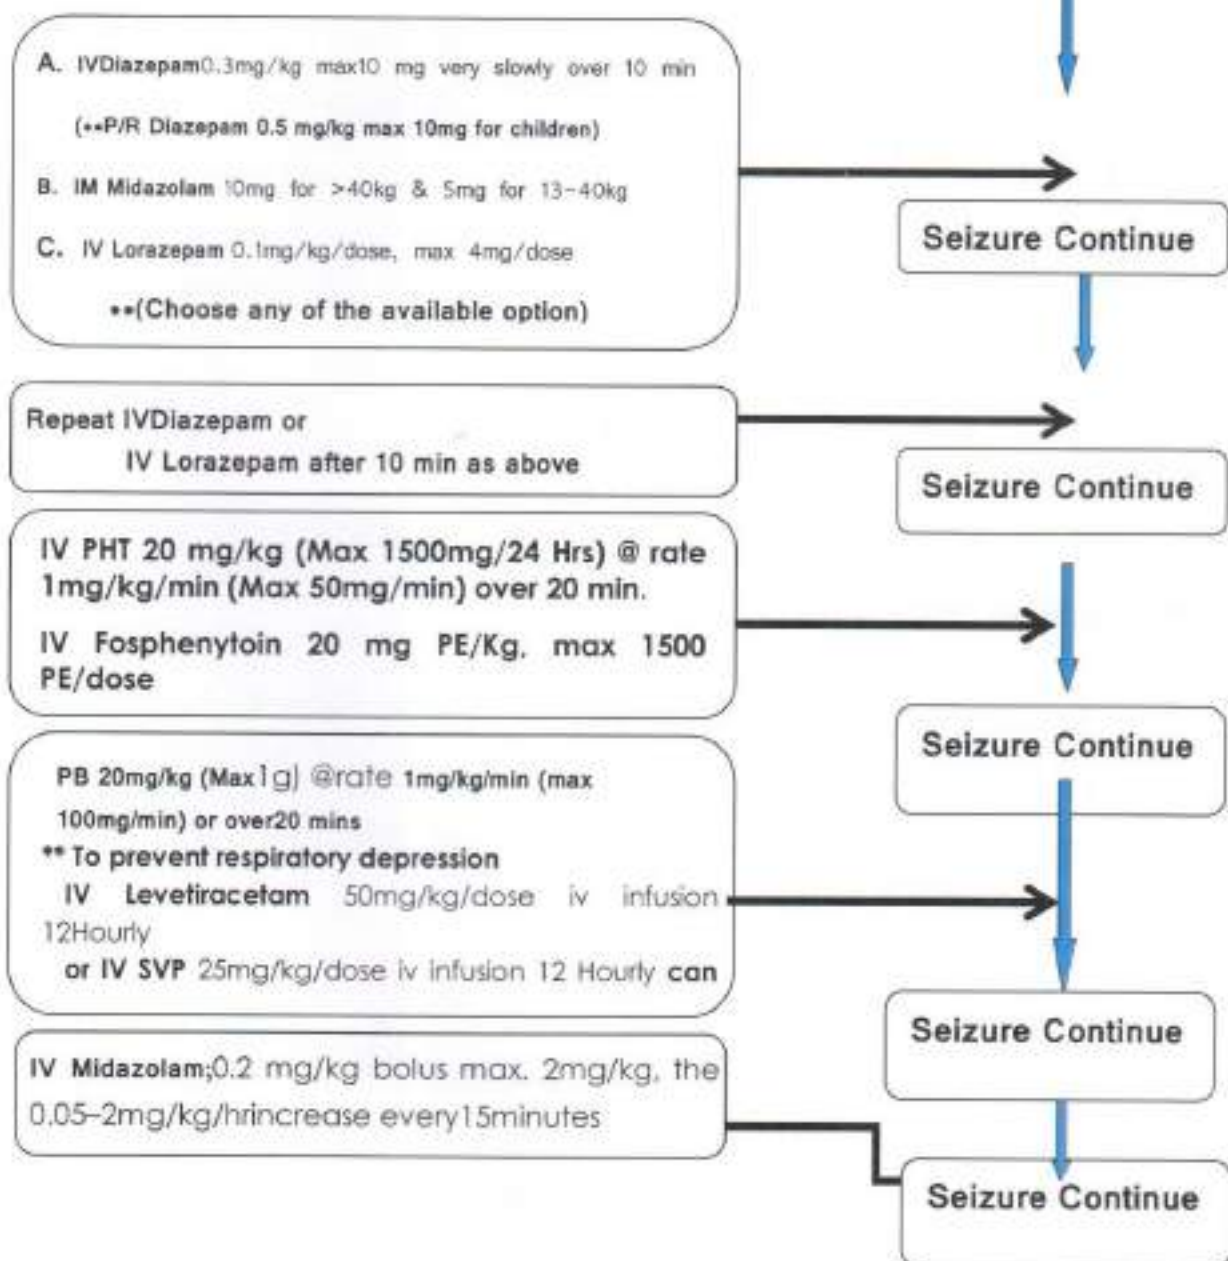 A. IVDiazepam0.3mg/kg max10 mg very slowly over 10 min
(**P/R Diazepam 0.5 mg/kg max 10mg for children)
B. IM Midazolam 10mg for >40kg & 5mg for 13-40kg
C. IV Lorazepam 0.1mg/kg/dose, max 4mg/dose
**(Choose any of the available option)
Seizure Continue
Repeat IVDiazepam or
IV Lorazepam after 10 min as above
Seizure Continue
IV PHT 20 mg/kg (Max 1500mg/24 Hrs) @ rate
1mg/kg/min (Max 50mg/min) over 20 min.
IV Fosphenytoin 20 mg PE/Kg, max 1500
PE/dose
Seizure Continue
PB 20mg/kg (Max1g) @rate 1mg/kg/min (max
100mg/min) or over20 mins
** To prevent respiratory depression
IV Levetiracetam 50mg/kg/dose iv infusion
12Hourly
or IV SVP 25mg/kg/dose iv infusion 12 Hourly can
Seizure Continue
IV Midazolam;0.2 mg/kg bolus max. 2mg/kg, the
0.05-2mg/kg/hrincrease every15minutes
Seizure Continue